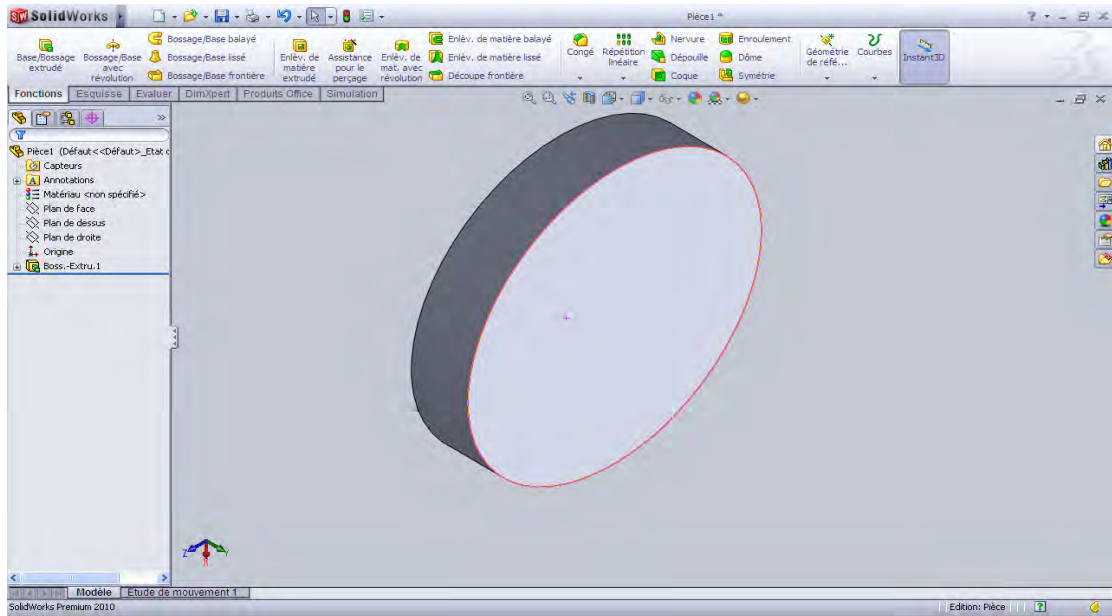 SolidWorks
Pièce1 *
Base/Bossage extrudé
Bossage/Base avec révolution
Bossage/Base balayé
Bossage/Base lissé
Bossage/Base frontière
Enlèv. de matière extrudé
Assistance pour le perçage
Enlèv. de mat. avec révolution
Enlèv. de matière balayé
Enlèv. de matière lissé
Découpe frontière
Congé
Répétition linéaire
Nervure
Dépouille
Coque
Enroulement
Dôme
Symétrie
Géométrie de réfé...
Courbes
Instant3D
Fonctions Esquisse Evaluer DimXpert Produits Office Simulation
Pièce1 (Défaut<<Défaut>_Etat c
Capteurs
Annotations
Matériau <non spécifié>
Plan de face
Plan de dessus
Plan de droite
Origine
Boss.-Extru.1
Z X Y
Modèle Etude de mouvement 1
SolidWorks Premium 2010
Edition: Pièce